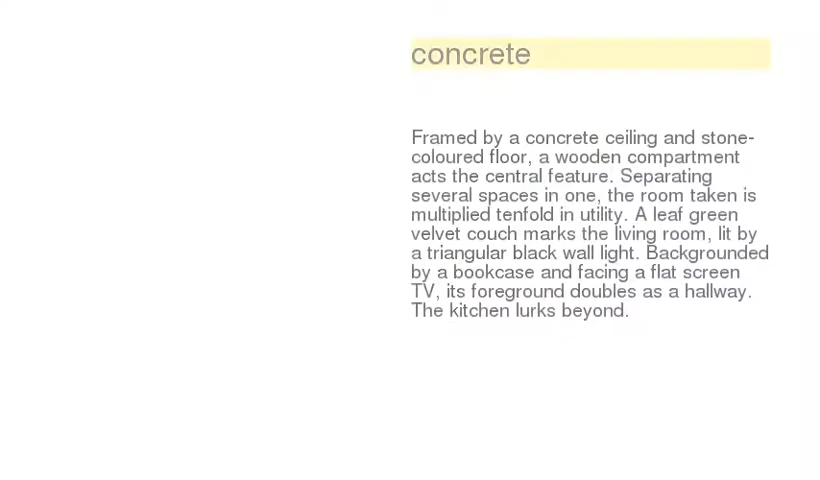 concrete
Framed by a concrete ceiling and stone-
coloured floor, a wooden compartment
acts the central feature. Separating
several spaces in one, the room taken is
multiplied tenfold in utility. A leaf green
velvet couch marks the living room, lit by
a triangular black wall light. Backgrounded
by a bookcase and facing a flat screen
TV, its foreground doubles as a hallway.
The kitchen lurks beyond.